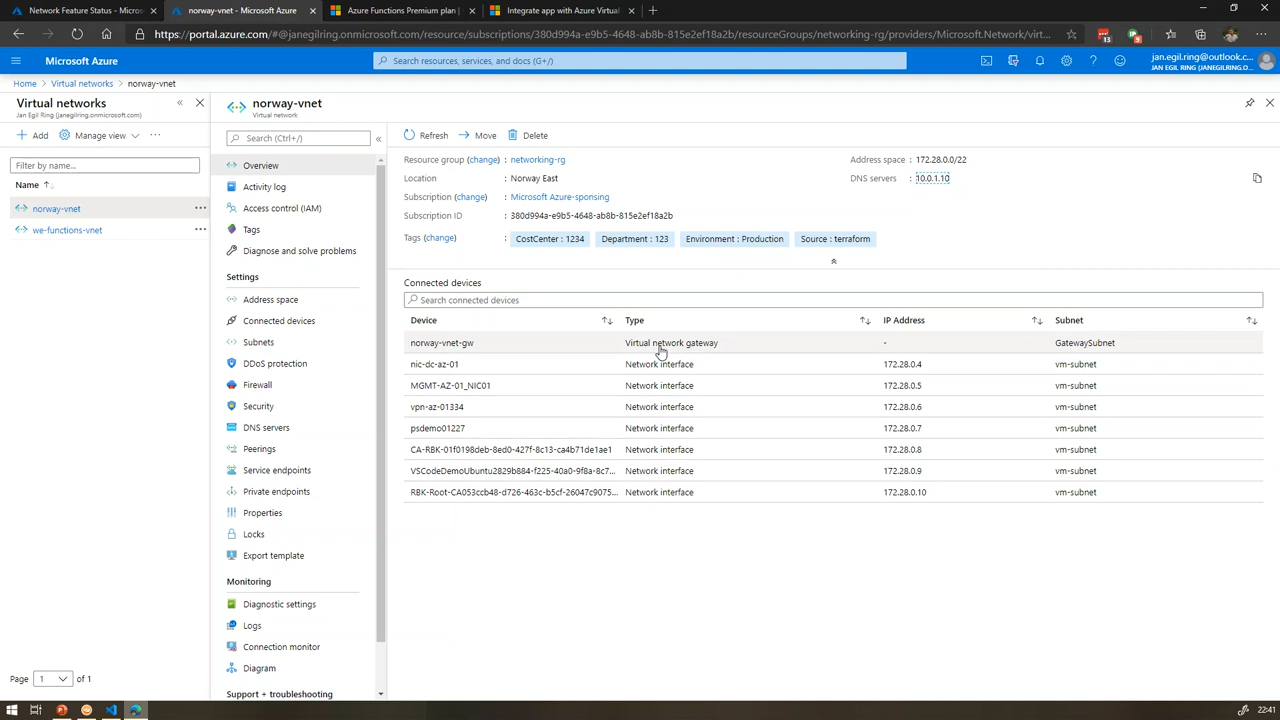 Network Feature Status - Microso
norway-vnet - Microsoft Azure
Azure Functions Premium plan |
Integrate app with Azure Virtual
https://portal.azure.com/#@janegilring.onmicrosoft.com/resource/subscriptions/380d994a-e9b5-4648-ab8b-815e2ef18a2b/resourceGroups/networking-rg/providers/Microsoft.Network/virt...
13
9
Microsoft Azure
Search resources, services, and docs (G+/)
jan.egil.ring@outlook.c...
JAN EGIL RING (JANEGILRING.O...
Home > Virtual networks > norway-vnet
Virtual networks
Jan Egil Ring (janegilring.onmicrosoft.com)
Add
Manage view
...
Filter by name...
Name
norway-vnet ...
we-functions-vnet ...
Page 1 of 1
norway-vnet
Virtual network
Search (Ctrl+/)
Overview
Activity log
Access control (IAM)
Tags
Diagnose and solve problems
Settings
Address space
Connected devices
Subnets
DDoS protection
Firewall
Security
DNS servers
Peerings
Service endpoints
Private endpoints
Properties
Locks
Export template
Monitoring
Diagnostic settings
Logs
Connection monitor
Diagram
Support + troubleshooting
Refresh Move Delete
Resource group (change) : networking-rg
Location : Norway East
Subscription (change) : Microsoft Azure-sponsing
Subscription ID : 380d994a-e9b5-4648-ab8b-815e2ef18a2b
Tags (change) : CostCenter : 1234 Department : 123 Environment : Production Source : terraform
Address space : 172.28.0.0/22
DNS servers : 10.0.1.10
Connected devices
Search connected devices
Device Type IP Address Subnet
norway-vnet-gw Virtual network gateway - GatewaySubnet
nic-dc-az-01 Network interface 172.28.0.4 vm-subnet
MGMT-AZ-01_NIC01 Network interface 172.28.0.5 vm-subnet
vpn-az-01334 Network interface 172.28.0.6 vm-subnet
psdemo01227 Network interface 172.28.0.7 vm-subnet
CA-RBK-01f0198deb-8ed0-427f-8c13-ca4b71de1ae1 Network interface 172.28.0.8 vm-subnet
VSCodeDemoUbuntu2829b884-f225-40a0-9f8a-8c7... Network interface 172.28.0.9 vm-subnet
RBK-Root-CA053ccb48-d726-463c-b5cf-26047c9075... Network interface 172.28.0.10 vm-subnet
22:41